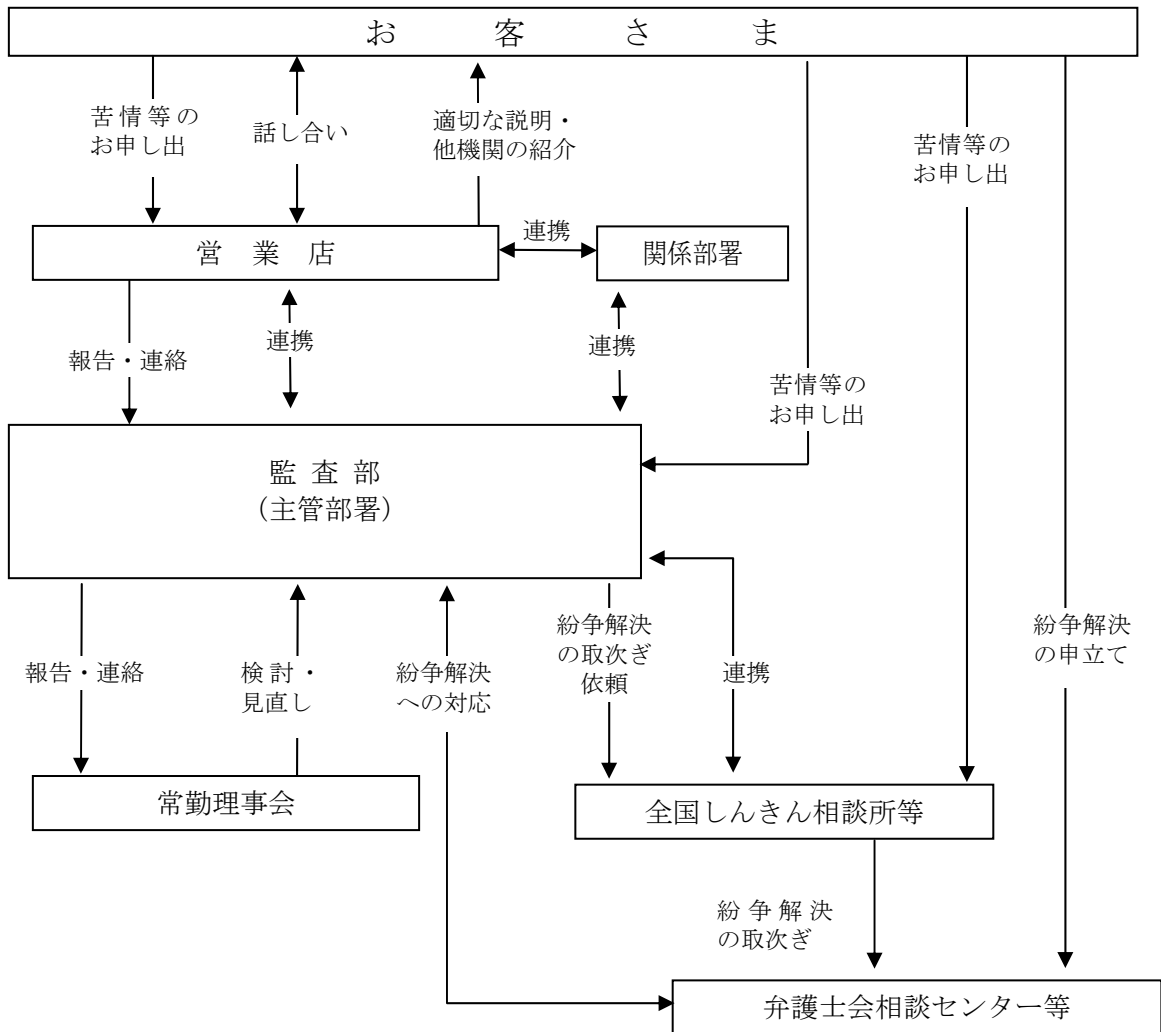 お客さま
苦情等の
お申し出
話し合い
適切な説明・
他機関の紹介
苦情等の
お申し出
営業店
連携
関係部署
連携
連携
報告・連絡
苦情等の
お申し出
監査部
（主管部署）
報告・連絡
検討・
見直し
紛争解決
への対応
紛争解決
の取次ぎ
依頼
連携
紛争解決
の申立て
常勤理事会
全国しんきん相談所等
紛争解決
の取次ぎ
弁護士会相談センター等